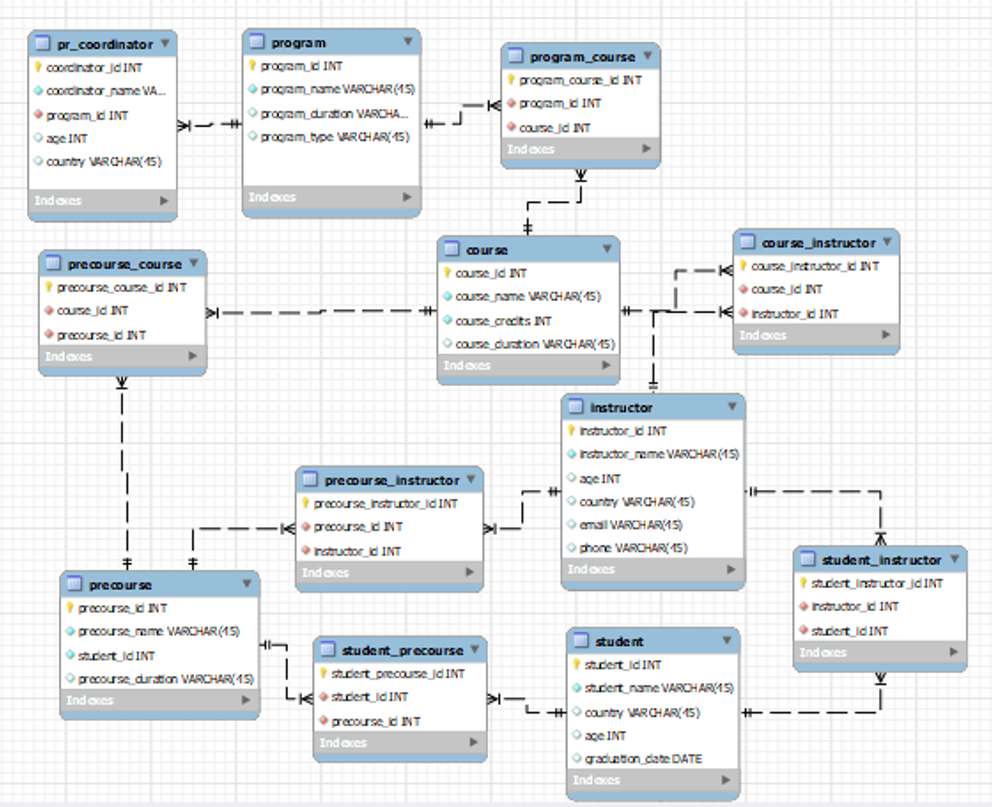 pr_coordinator
coordinator_id INT
coordinator_name VA...
program_id INT
age INT
country VARCHAR(45)
Indexes
program
program_id INT
program_name VARCHAR(45)
program_duration VARCHA...
program_type VARCHAR(45)
Indexes
program_course
program_course_id INT
program_id INT
course_id INT
Indexes
precourse_course
precourse_course_id INT
course_id INT
precourse_id INT
Indexes
course
course_id INT
course_name VARCHAR(45)
course_credits INT
course_duration VARCHAR(45)
Indexes
course_instructor
course_instructor_id INT
course_id INT
instructor_id INT
Indexes
instructor
instructor_id INT
instructor_name VARCHAR(45)
age INT
country VARCHAR(45)
email VARCHAR(45)
phone VARCHAR(45)
Indexes
precourse_instructor
precourse_instructor_id INT
precourse_id INT
instructor_id INT
Indexes
student_instructor
student_instructor_id INT
instructor_id INT
student_id INT
Indexes
precourse
precourse_id INT
precourse_name VARCHAR(45)
student_id INT
precourse_duration VARCHAR(45)
Indexes
student_precourse
student_precourse_id INT
student_id INT
precourse_id INT
Indexes
student
student_id INT
student_name VARCHAR(45)
country VARCHAR(45)
age INT
graduation_date DATE
Indexes